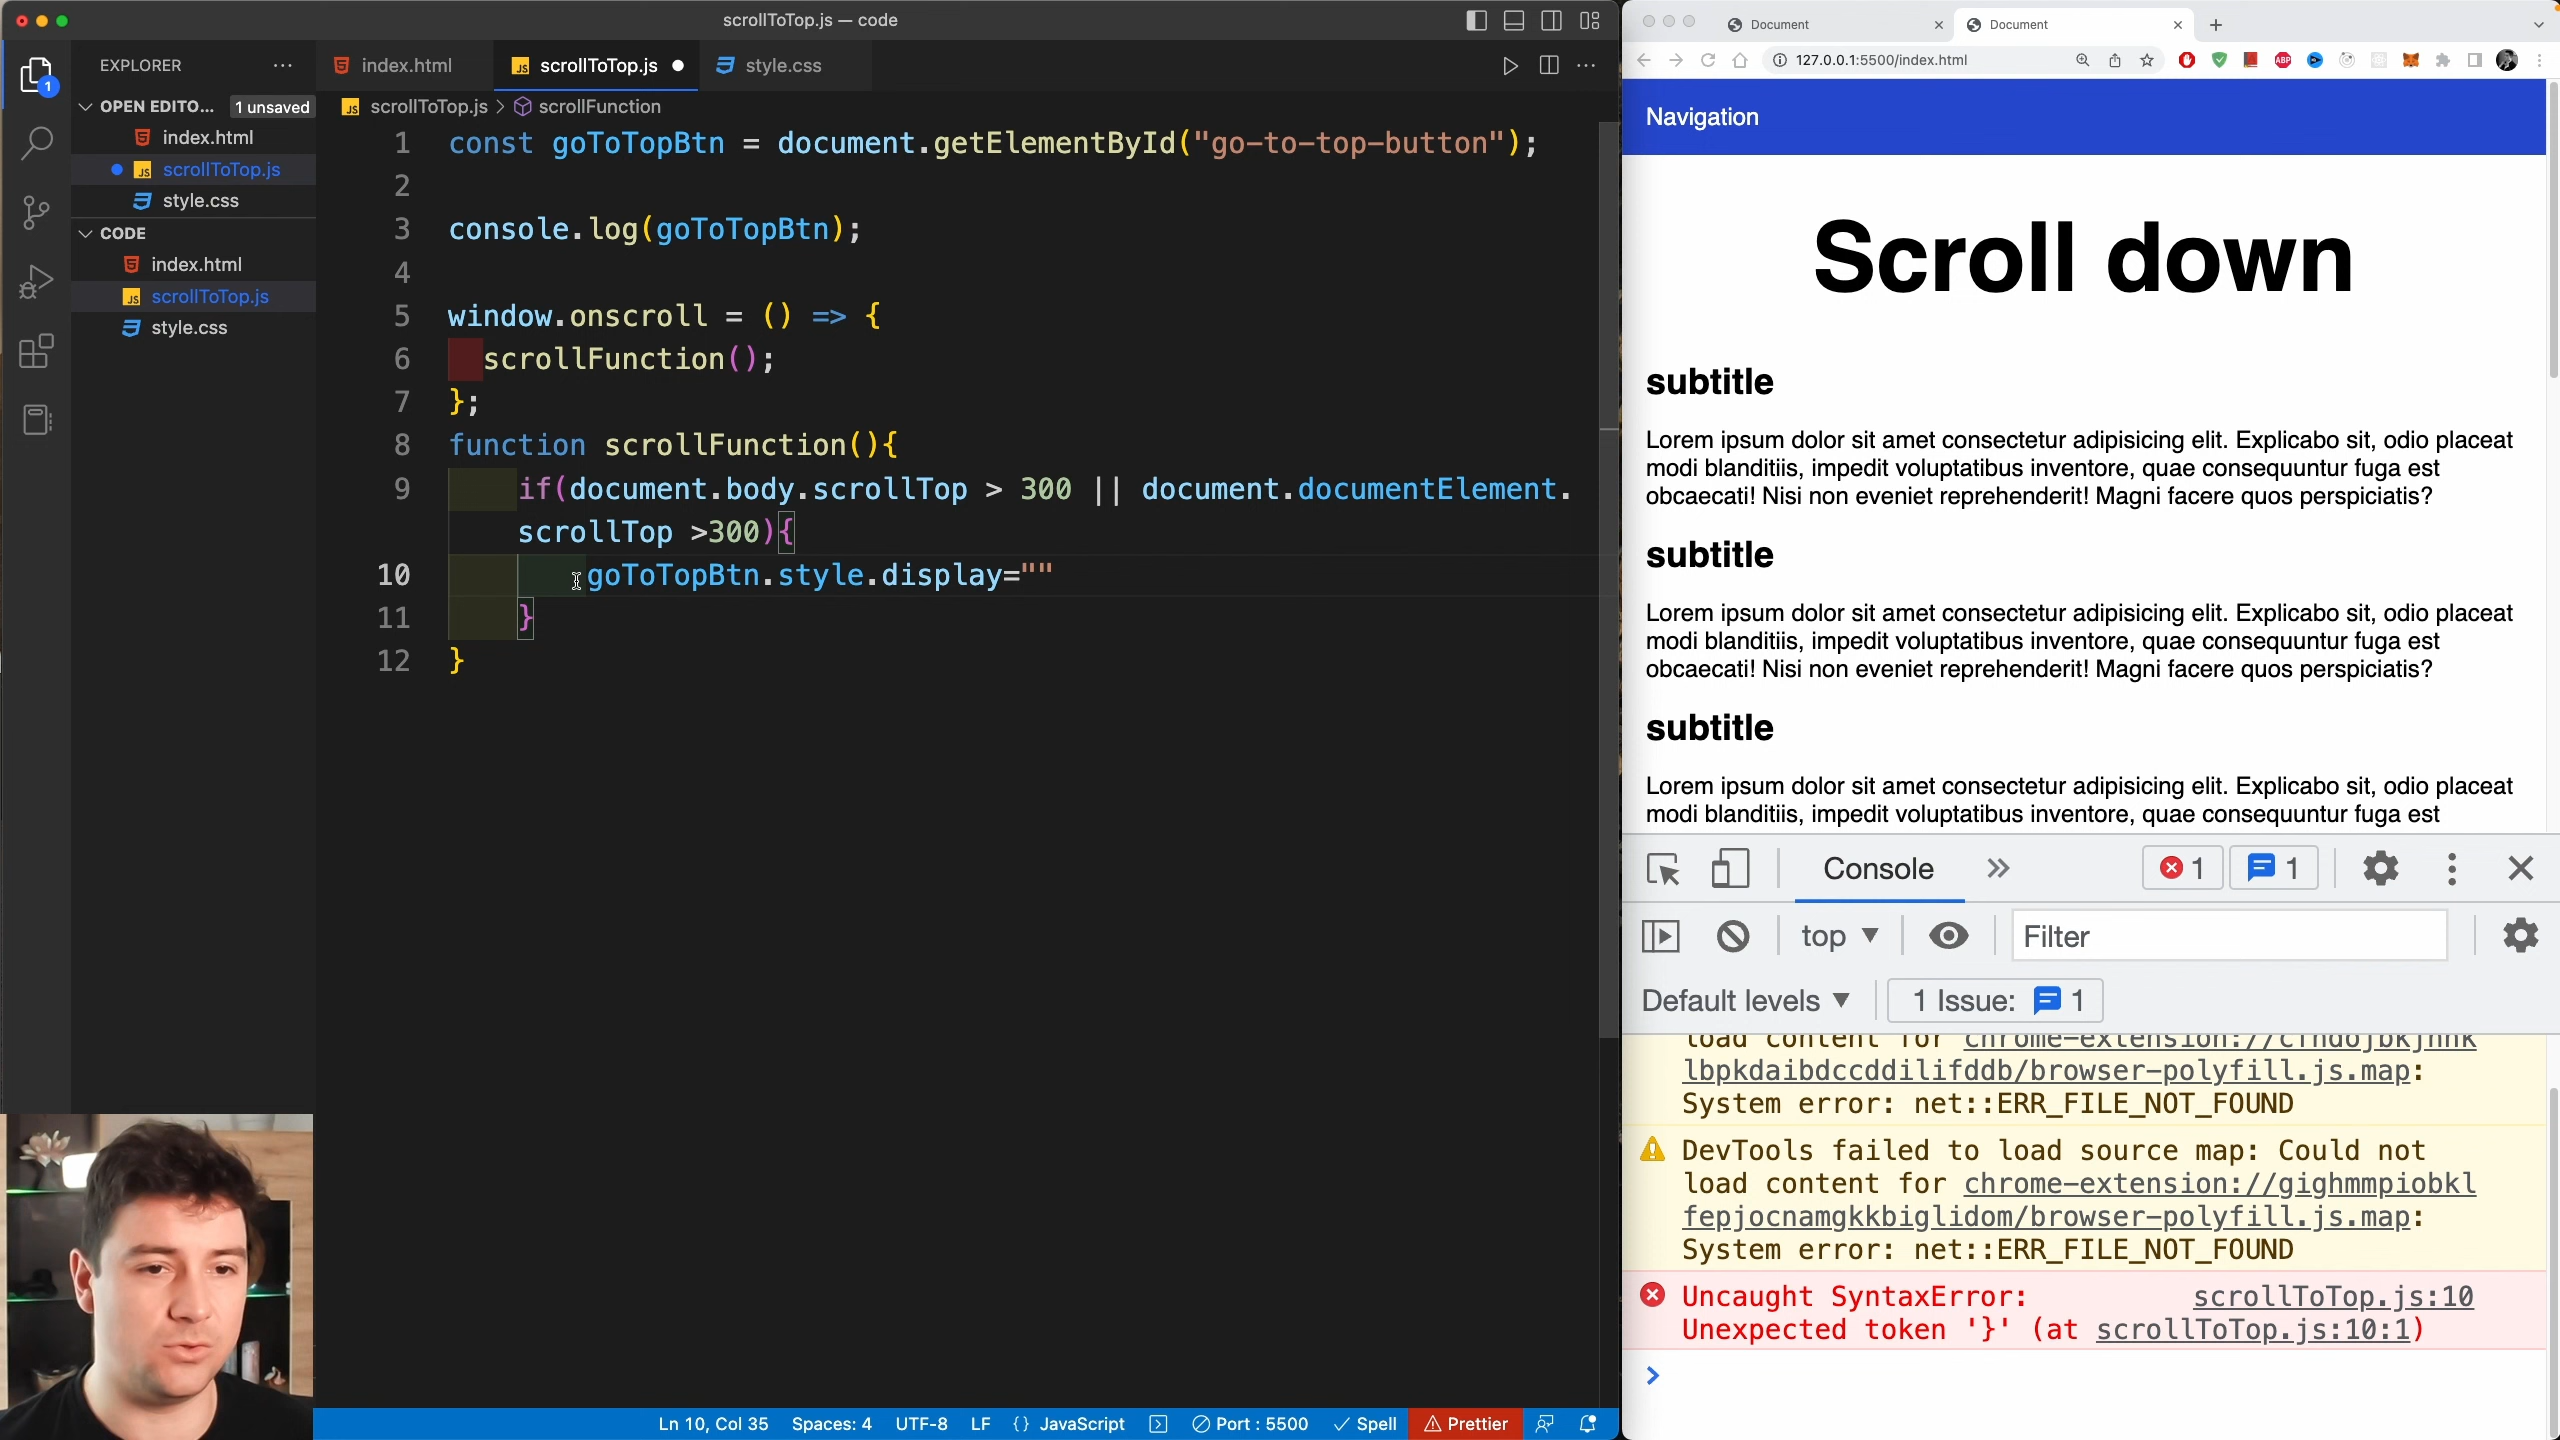 scrollToTop.js — code
EXPLORER
OPEN EDITO... 1 unsaved
index.html
scrollToTop.js
style.css
CODE
index.html
scrollToTop.js
style.css
1
index.html
scrollToTop.js
style.css
scrollToTop.js > scrollFunction
1 const goToTopBtn = document.getElementById("go-to-top-button");
2
3 console.log(goToTopBtn);
4
5 window.onscroll = () => {
6 scrollFunction();
7 };
8 function scrollFunction(){
9 if(document.body.scrollTop > 300 || document.documentElement.
scrollTop >300){
10 goToTopBtn.style.display=""
11 }
12 }
Ln 10, Col 35 Spaces: 4 UTF-8 LF {} JavaScript Port : 5500 Spell Prettier
Document Document
127.0.0.1:5500/index.html
ABP
Navigation
Scroll down
subtitle
Lorem ipsum dolor sit amet consectetur adipisicing elit. Explicabo sit, odio placeat
modi blanditiis, impedit voluptatibus inventore, quae consequuntur fuga est
obcaecati! Nisi non eveniet reprehenderit! Magni facere quos perspiciatis?
subtitle
Lorem ipsum dolor sit amet consectetur adipisicing elit. Explicabo sit, odio placeat
modi blanditiis, impedit voluptatibus inventore, quae consequuntur fuga est
obcaecati! Nisi non eveniet reprehenderit! Magni facere quos perspiciatis?
subtitle
Lorem ipsum dolor sit amet consectetur adipisicing elit. Explicabo sit, odio placeat
modi blanditiis, impedit voluptatibus inventore, quae consequuntur fuga est
Console 1 1
top Filter
Default levels 1 Issue: 1
load content for
lbpkdaibdccddilifddb/browser-polyfill.js.map:
System error: net::ERR_FILE_NOT_FOUND
DevTools failed to load source map: Could not
load content for chrome-extension://gighmmpiobkl
fepjocnamgkkbiglidom/browser-polyfill.js.map:
System error: net::ERR_FILE_NOT_FOUND
Uncaught SyntaxError: scrollToTop.js:10
Unexpected token '}' (at scrollToTop.js:10:1)